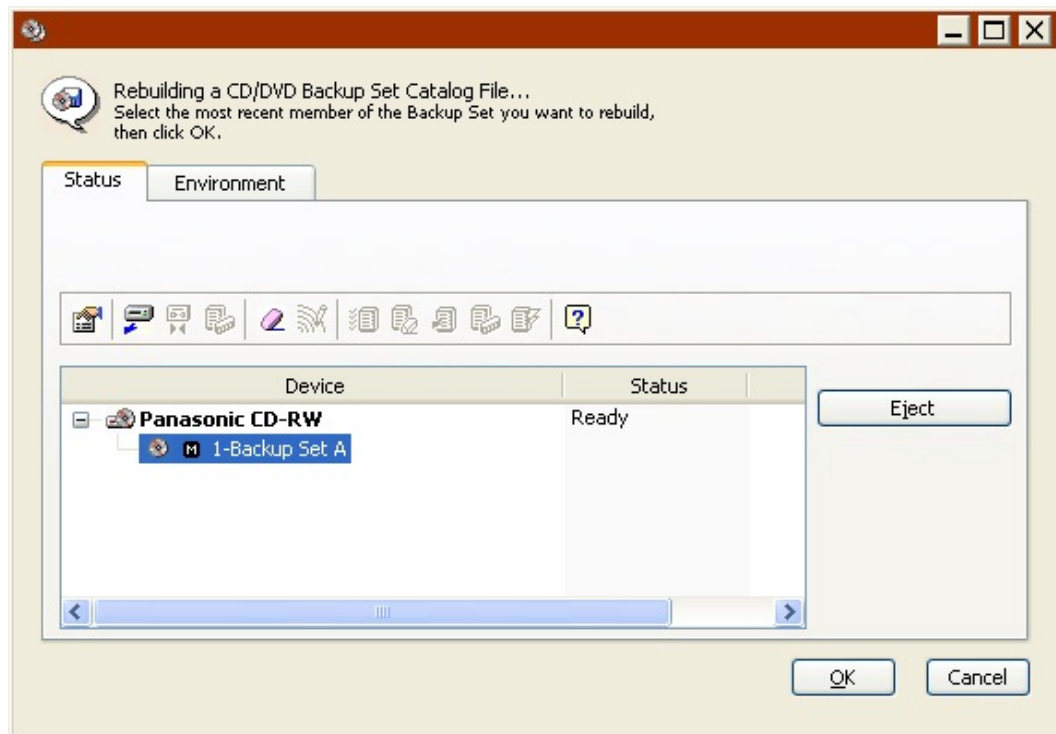 Rebuilding a CD/DVD Backup Set Catalog File...
Select the most recent member of the Backup Set you want to rebuild,
then click OK.
Status Environment
Device Status
Panasonic CD-RW Ready
Eject
M 1-Backup Set A
OK Cancel